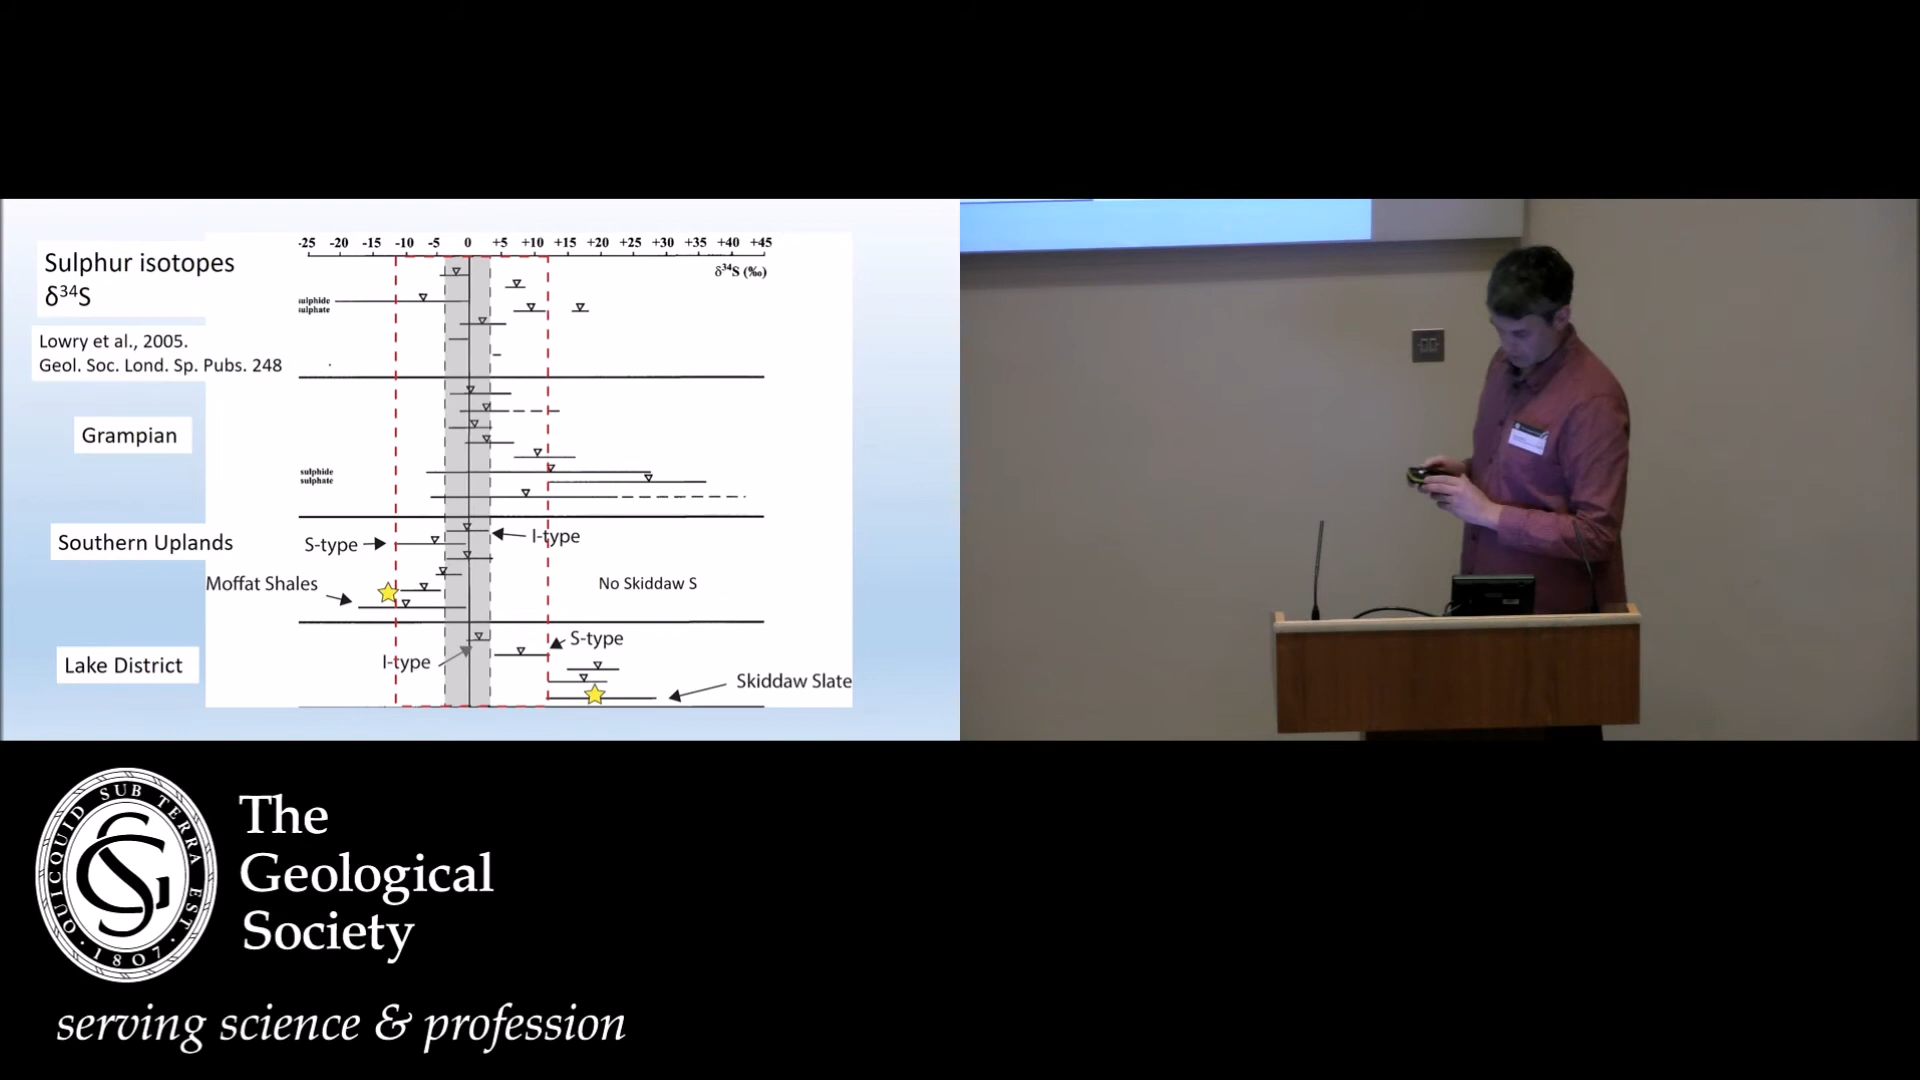 -25 -20 -15 -10 -5 0 +5 +10 +15 +20 +25 +30 +35 +40 +45
δ³⁴S (‰)
Sulphur isotopes
δ³⁴S
sulphide
sulphate
Lowry et al., 2005.
Geol. Soc. Lond. Sp. Pubs. 248
Grampian
sulphide
sulphate
Southern Uplands
S-type
I-type
Moffat Shales
No Skiddaw S
Lake District
I-type
S-type
Skiddaw Slate
QUICQUID SUB TERRA EST
1807
GS
The
Geological
Society
serving science & profession